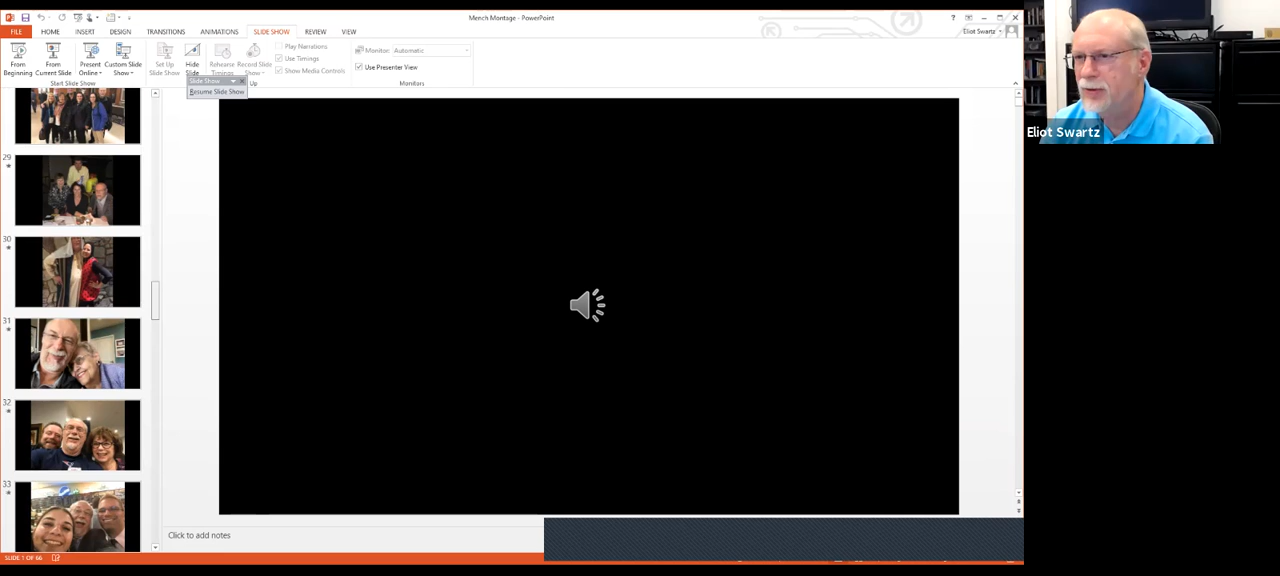 Mench Montage - PowerPoint
FILE HOME INSERT DESIGN TRANSITIONS ANIMATIONS SLIDE SHOW REVIEW VIEW
Eliot Swartz
From Beginning
From Current Slide
Present Online
Custom Slide Show
Set Up Slide Show
Hide Slide
Rehearse Timings
Record Slide Show
Play Narrations
Use Timings
Show Media Controls
Monitor: Automatic
Use Presenter View
Start Slide Show
Up
Monitors
Slide Show
Resume Slide Show
29
30
31
32
33
Click to add notes
SLIDE 1 OF 66
Eliot Swartz